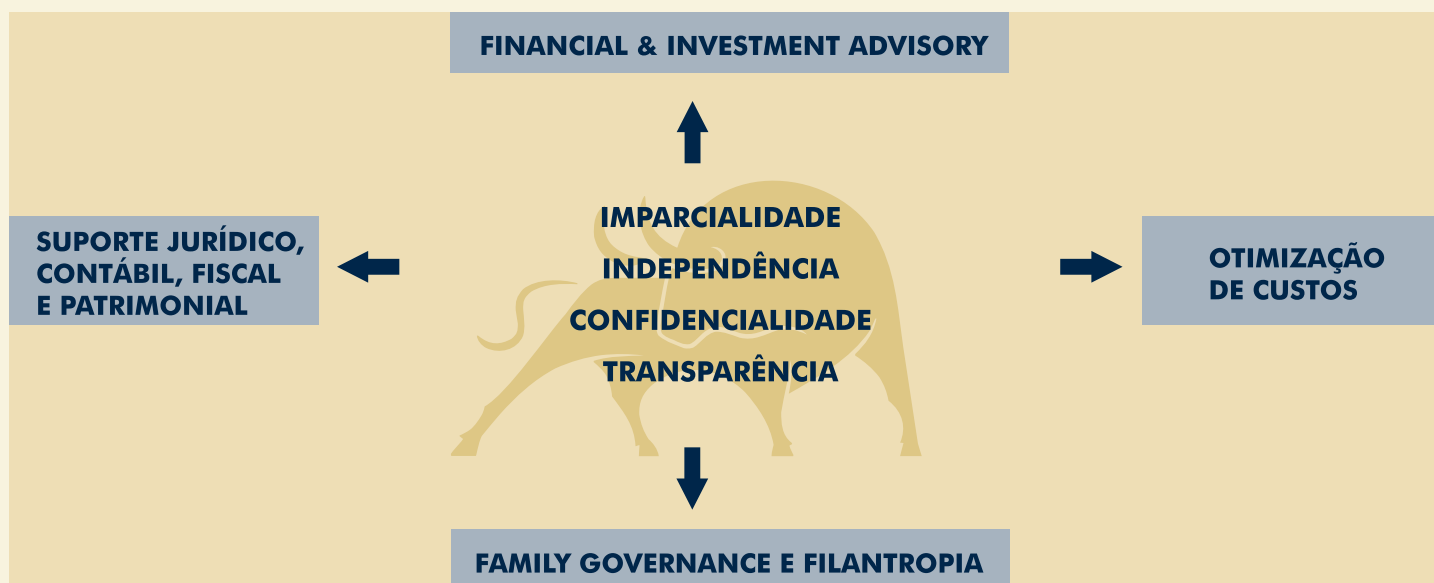 FINANCIAL & INVESTMENT ADVISORY
SUPORTE JURÍDICO,
CONTÁBIL, FISCAL
E PATRIMONIAL
IMPARCIALIDADE
INDEPENDÊNCIA
CONFIDENCIALIDADE
TRANSPARÊNCIA
OTIMIZAÇÃO
DE CUSTOS
FAMILY GOVERNANCE E FILANTROPIA